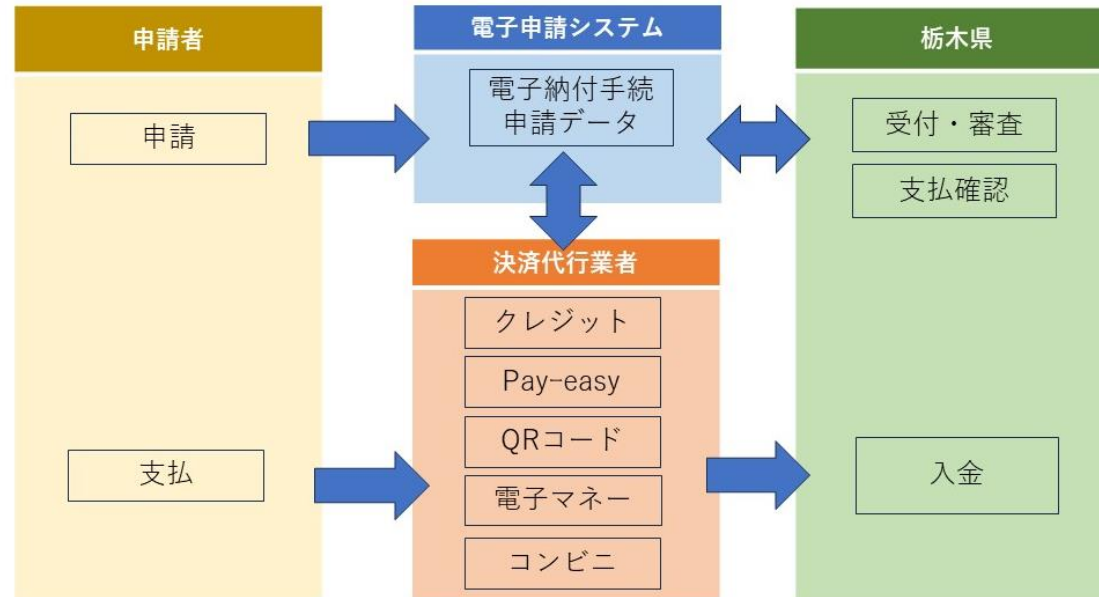 申請者
申請
支払
電子申請システム
電子納付手続
申請データ
決済代行業者
クレジット
Pay-easy
QRコード
電子マネー
コンビニ
栃木県
受付・審査
支払確認
入金